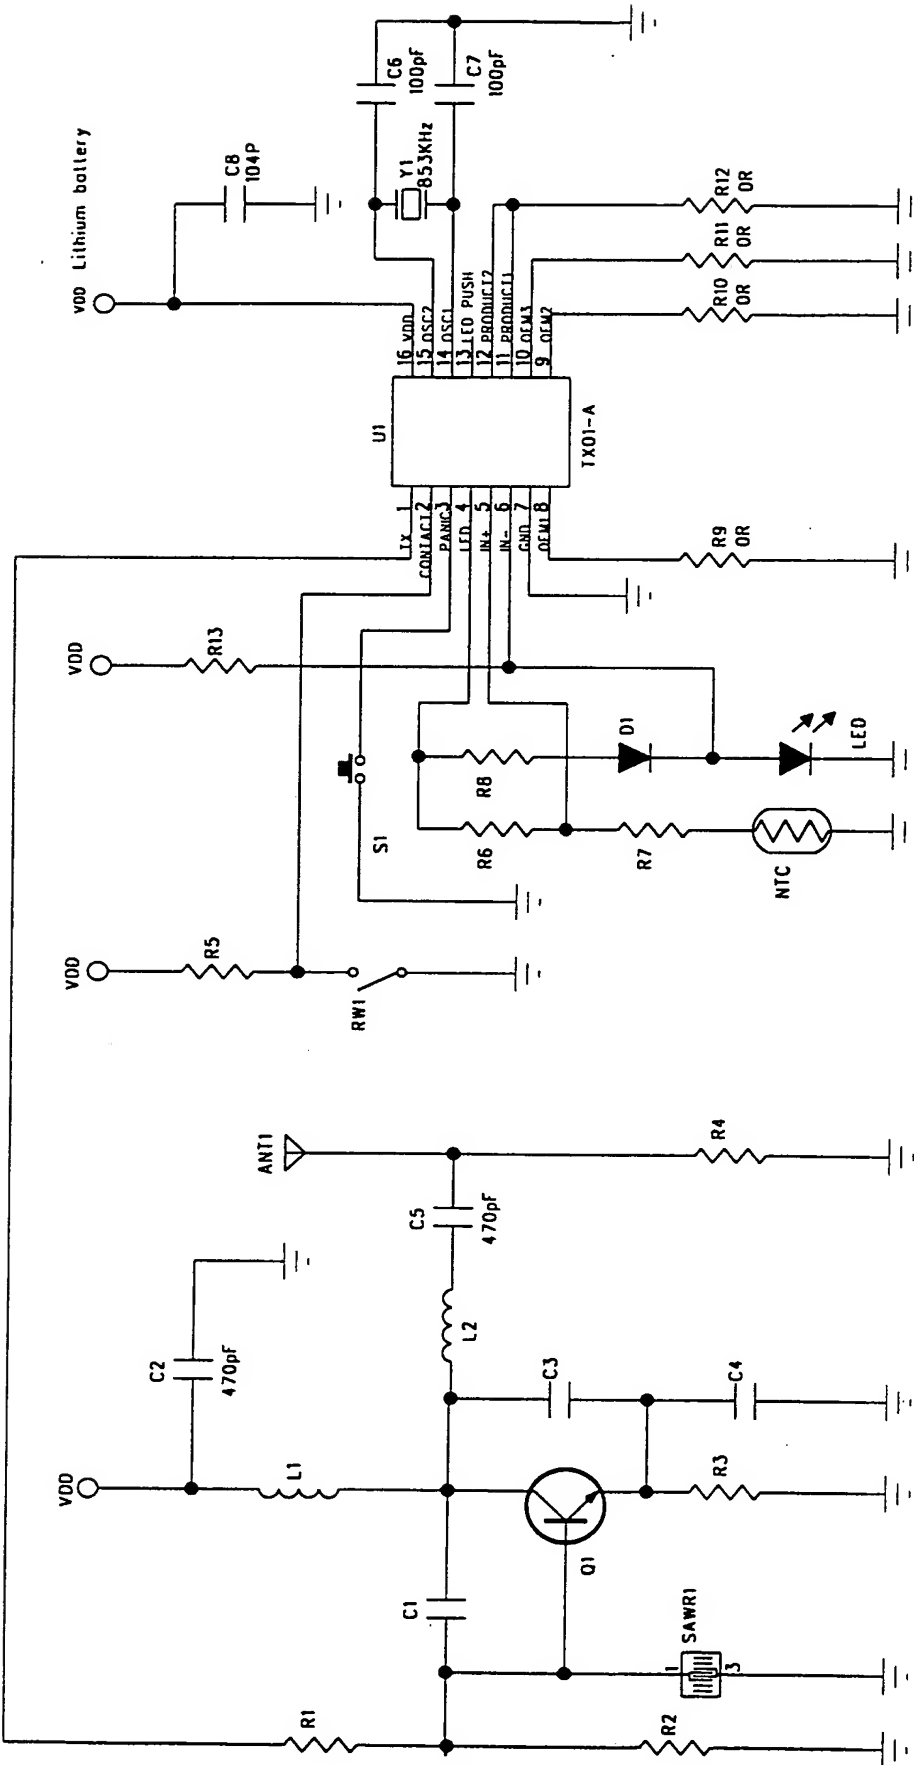 VDD Lithium battery
C8
104P
C6
100pF
C7
100pF
Y1
853KHz
16 VDD
15 OSC2
14 OSC1
13 LED PUSH
12 PRODUCT2
11 PRODUCT1
10 OEM3
9 OEM2
R10
0R
R11
0R
R12
0R
U1
TX01-A
TX 1
CONTACT 2
PANIC 3
LED 4
IN+ 5
IN- 6
GND 7
OEM1 8
R9
0R
VDD
R13
S1
R8
D1
LED
R6
R7
NTC
VDD
R5
RW1
ANT1
C5
470pF
R4
C2
470pF
L2
VDD
L1
C3
C4
R3
Q1
C1
SAWR1
1
3
R1
R2